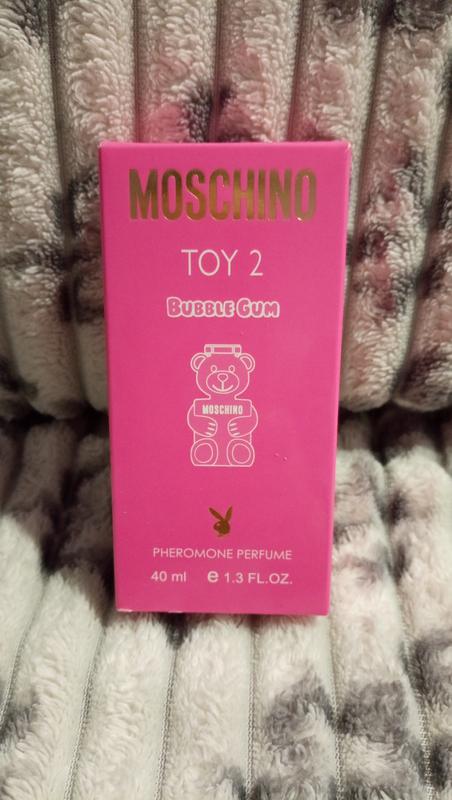 MOSCHINO
TOY 2
BUBBLE GUM
MOSCHINO
PHEROMONE PERFUME
40 ml e 1.3 FL.OZ.